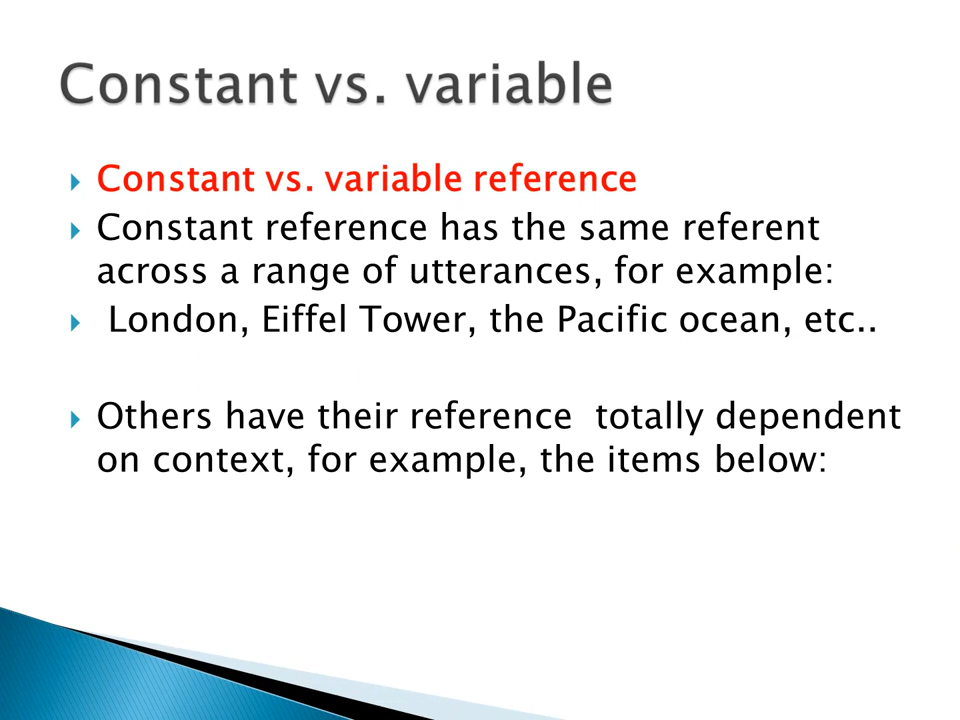 Constant vs. variable
Constant vs. variable reference
Constant reference has the same referent
across a range of utterances, for example:
London, Eiffel Tower, the Pacific ocean, etc..
Others have their reference  totally dependent
on context, for example, the items below: